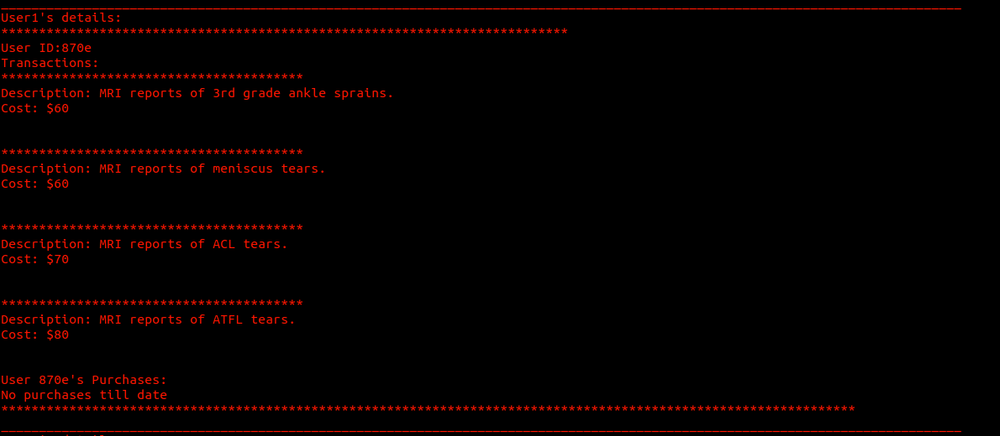 User1's details:
***************************************************************************
User ID:870e
Transactions:
****************************************
Description: MRI reports of 3rd grade ankle sprains.
Cost: $60
****************************************
Description: MRI reports of meniscus tears.
Cost: $60
****************************************
Description: MRI reports of ACL tears.
Cost: $70
****************************************
Description: MRI reports of ATFL tears.
Cost: $80
User 870e's Purchases:
No purchases till date
*****************************************************************************************************************